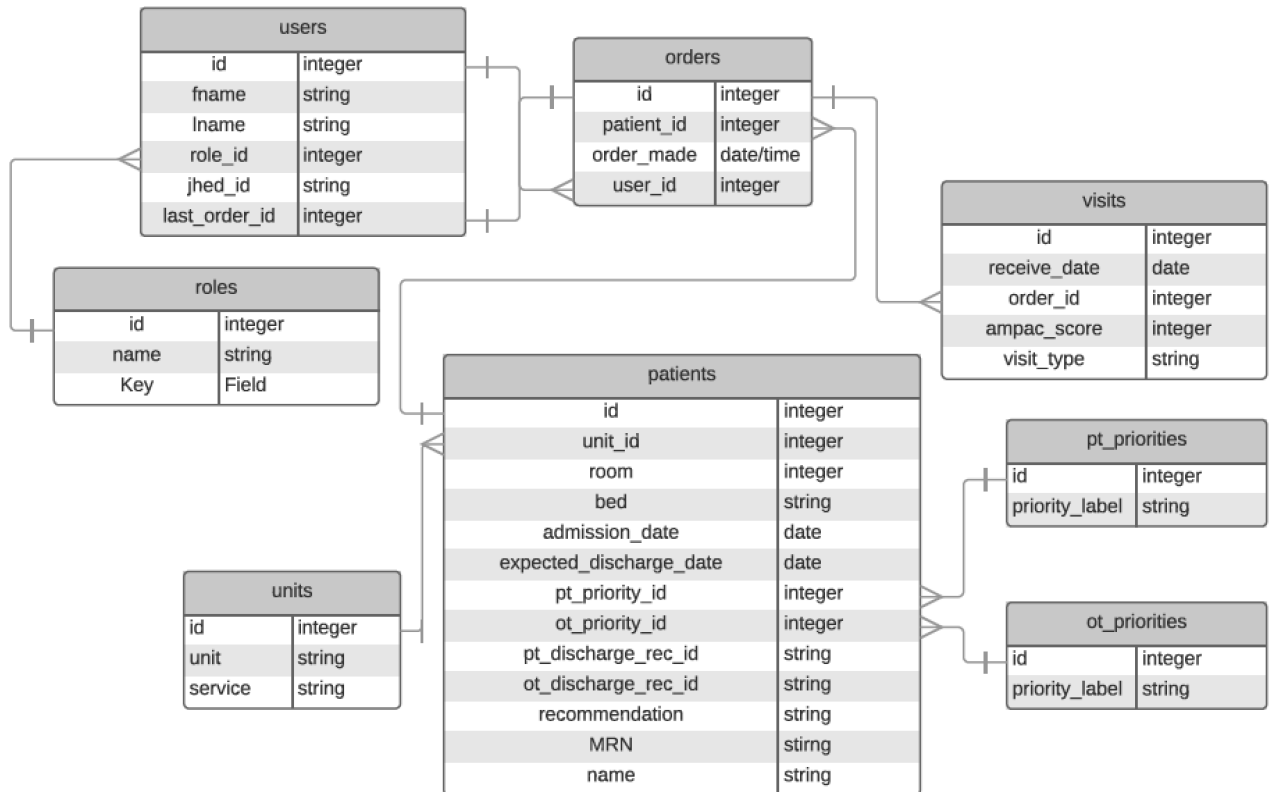 users
id integer
fname string
lname string
role_id integer
jhed_id string
last_order_id integer
orders
id integer
patient_id integer
order_made date/time
user_id integer
visits
id integer
receive_date date
order_id integer
ampac_score integer
visit_type string
roles
id integer
name string
Key Field
patients
id integer
unit_id integer
room integer
bed string
admission_date date
expected_discharge_date date
pt_priority_id integer
ot_priority_id integer
pt_discharge_rec_id string
ot_discharge_rec_id string
recommendation string
MRN stirng
name string
pt_priorities
id integer
priority_label string
units
id integer
unit string
service string
ot_priorities
id integer
priority_label string